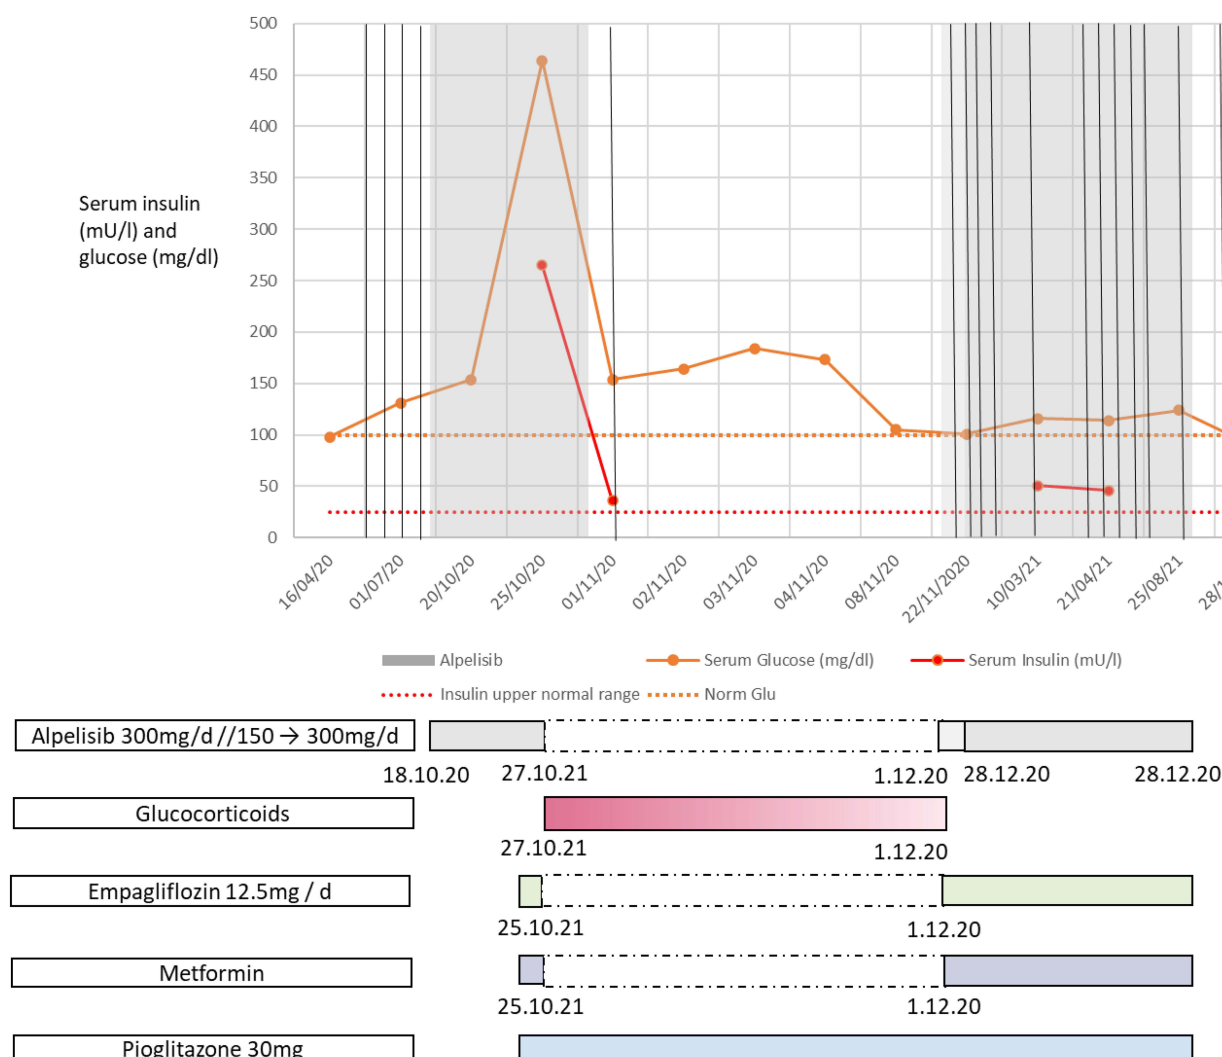 500
450
400
350
300
250
200
150
100
50
0
Serum insulin
(mU/l) and
glucose (mg/dl)
16/04/20
01/07/20
20/10/20
25/10/20
01/11/20
02/11/20
03/11/20
04/11/20
08/11/20
22/11/2020
10/03/21
21/04/21
25/08/21
28/1
Alpelisib
Serum Glucose (mg/dl)
Serum Insulin (mU/l)
Insulin upper normal range
Norm Glu
Alpelisib 300mg/d //150 → 300mg/d
18.10.20
27.10.21
1.12.20
28.12.20
28.12.20
Glucocorticoids
27.10.21
1.12.20
Empagliflozin 12.5mg / d
25.10.21
1.12.20
Metformin
25.10.21
1.12.20
Pioglitazone 30mg